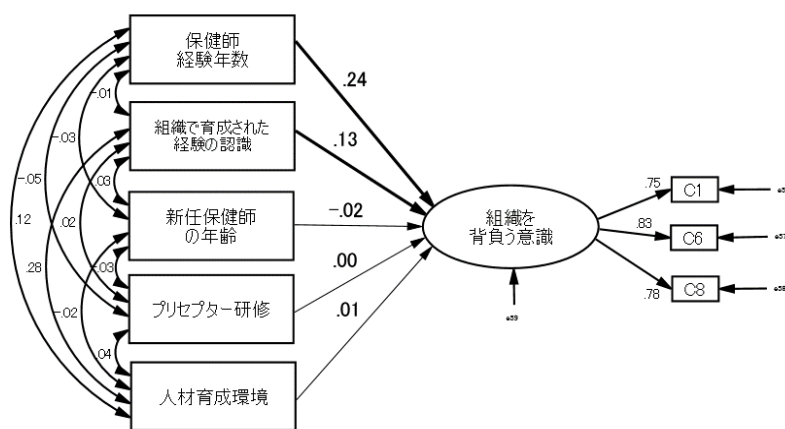 保健師
経験年数
.24
-.01
組織で育成された
経験の認識
.13
-.03
.03
.75
C1
新任保健師
の年齢
-.02
組織を
背負う意識
.83
C6
-.05
.12
.02
.28
-.03
.00
.78
C8
プリセプター研修
.01
-.02
.04
e39
人材育成環境